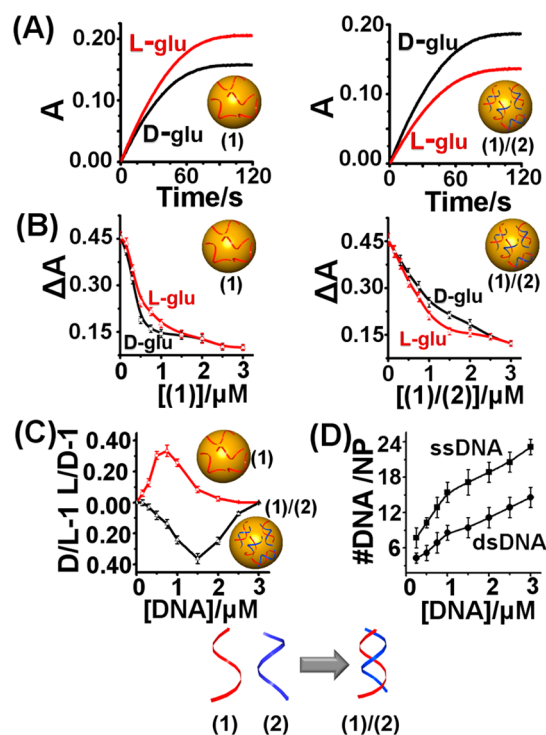 (A)
0.20
0.10
0.00
A
L-glu
D-glu
(1)
0 60 120
Time/s
0.20
0.10
0.00
A
D-glu
L-glu
(1)/(2)
0 60 120
Time/s
(B)
0.45
0.30
0.15
ΔA
L-glu
D-glu
(1)
0 1 2 3
[(1)]/µM
0.45
0.30
0.15
ΔA
D-glu
L-glu
(1)/(2)
0 1 2 3
[(1)/(2)]/µM
(C)
0.40
0.20
0.00
0.20
0.40
D/L-1 L/D-1
(1)
(1)/(2)
0 1 2 3
[DNA]/µM
(D)
24
18
12
6
#DNA /NP
ssDNA
dsDNA
0 1 2 3
[DNA]/µM
(1) (2) (1)/(2)